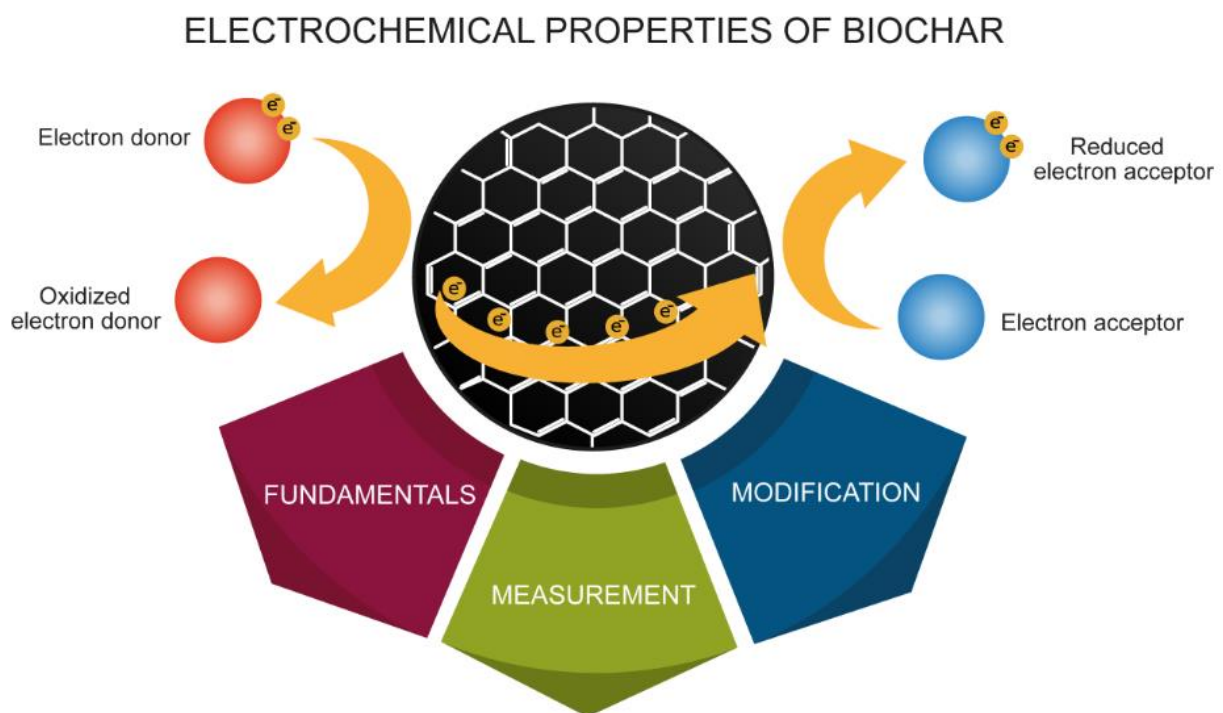 ELECTROCHEMICAL PROPERTIES OF BIOCHAR
e⁻
e⁻
Electron donor
Oxidized
electron donor
e⁻
e⁻
e⁻
e⁻
e⁻
e⁻
e⁻
Reduced
electron acceptor
Electron acceptor
FUNDAMENTALS
MEASUREMENT
MODIFICATION